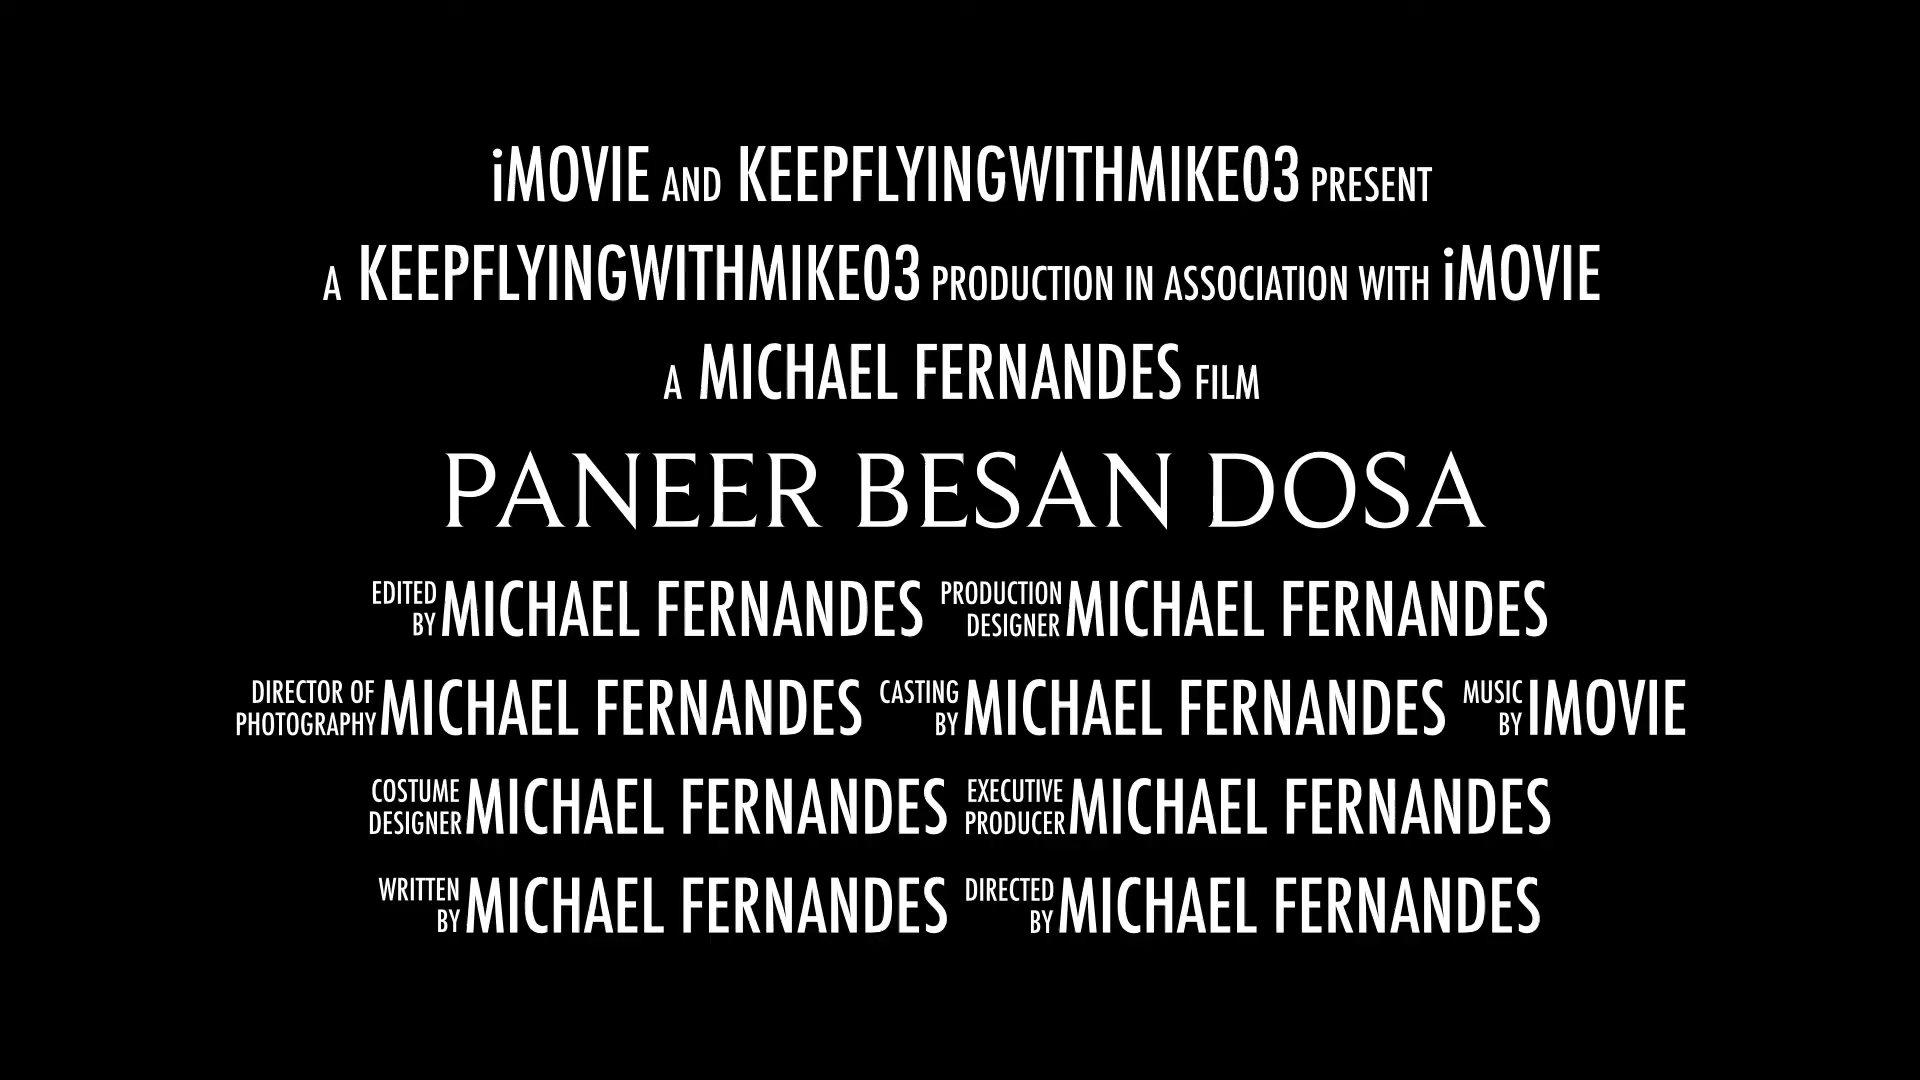 iMOVIE AND KEEPFLYINGWITHMIKE03 PRESENT
A KEEPFLYINGWITHMIKE03 PRODUCTION IN ASSOCIATION WITH iMOVIE
A MICHAEL FERNANDES FILM
PANEER BESAN DOSA
EDITED BY MICHAEL FERNANDES PRODUCTION DESIGNER MICHAEL FERNANDES
DIRECTOR OF PHOTOGRAPHY MICHAEL FERNANDES CASTING BY MICHAEL FERNANDES MUSIC BY IMOVIE
COSTUME DESIGNER MICHAEL FERNANDES EXECUTIVE PRODUCER MICHAEL FERNANDES
WRITTEN BY MICHAEL FERNANDES DIRECTED BY MICHAEL FERNANDES